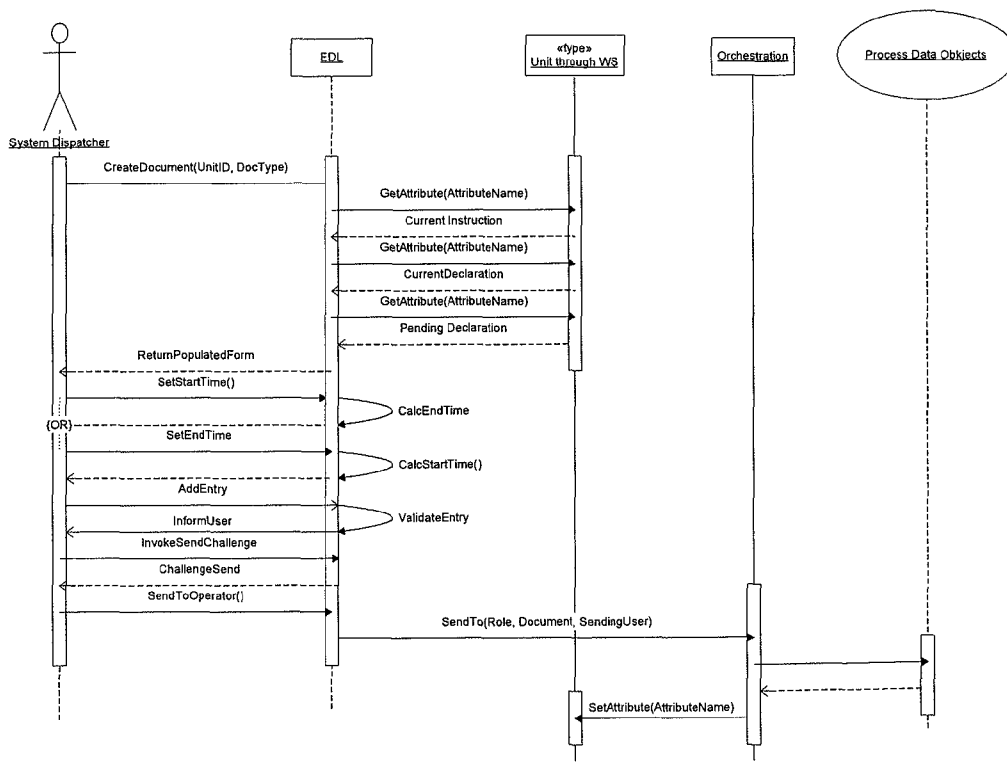 «type»
EDL
Unit through WS
Orchestration
Process Data Obkjects
System Dispatcher
CreateDocument(UnitID, DocType)
GetAttribute(AttributeName)
Current Instruction
GetAttribute(AttributeName)
CurrentDeclaration
GetAttribute(AttributeName)
Pending Declaration
ReturnPopulatedForm
SetStartTime()
CalcEndTime
{OR}
SetEndTime
CalcStartTime()
AddEntry
ValidateEntry
InformUser
InvokeSendChallenge
ChallengeSend
SendToOperator()
SendTo(Role, Document, SendingUser)
SetAttribute(AttributeName)